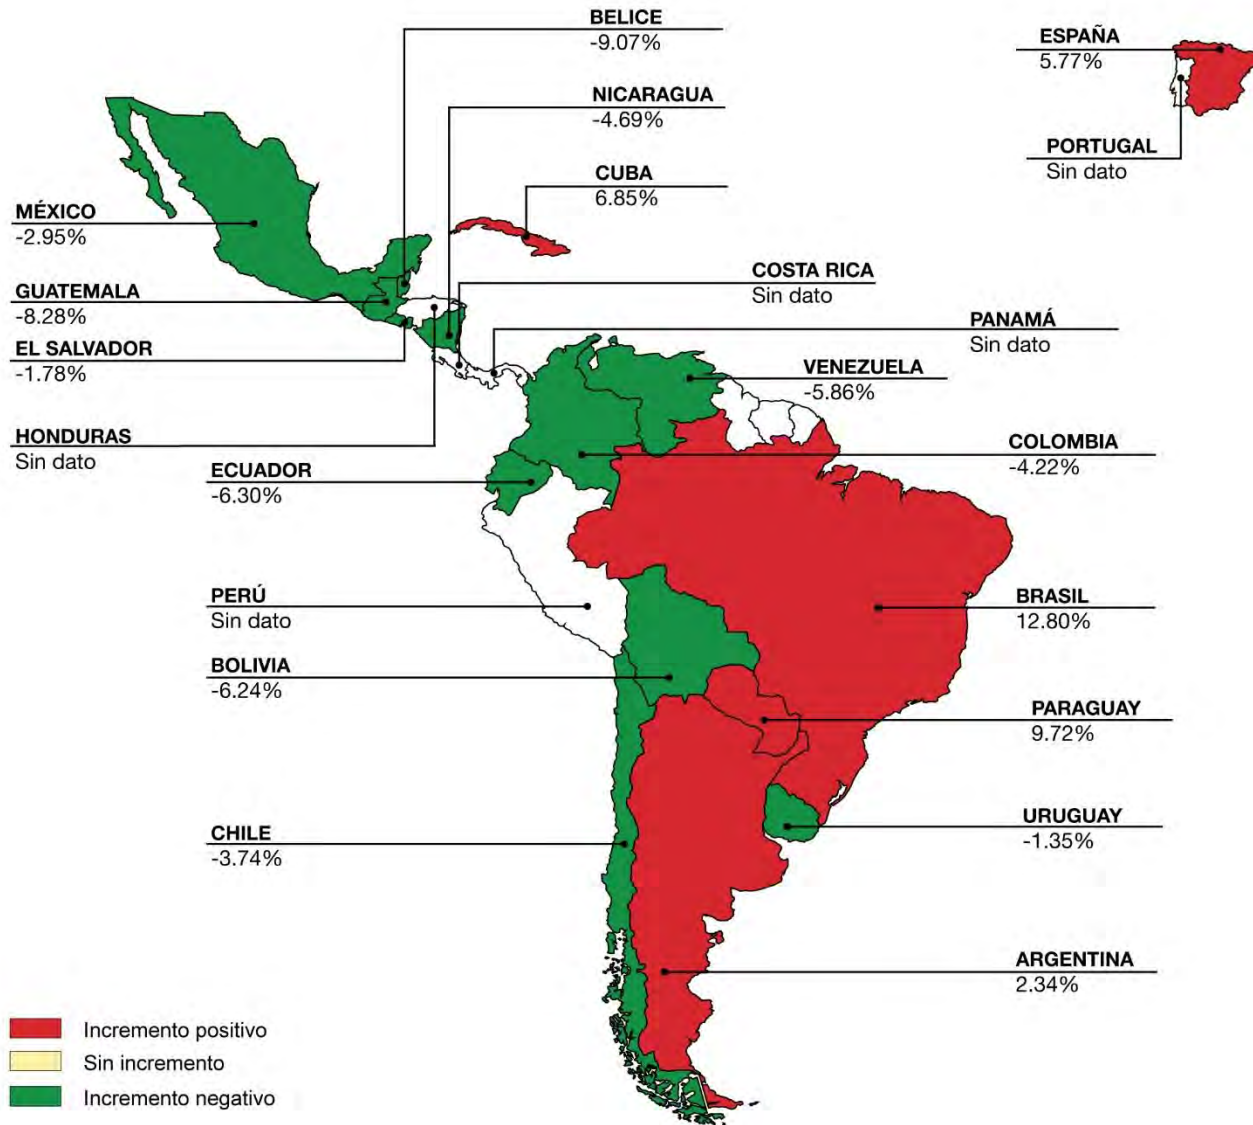 BELICE
-9.07%
ESPAÑA
5.77%
NICARAGUA
-4.69%
PORTUGAL
Sin dato
CUBA
6.85%
MÉXICO
-2.95%
COSTA RICA
Sin dato
GUATEMALA
-8.28%
PANAMÁ
Sin dato
EL SALVADOR
-1.78%
VENEZUELA
-5.86%
HONDURAS
Sin dato
COLOMBIA
-4.22%
ECUADOR
-6.30%
PERÚ
Sin dato
BRASIL
12.80%
BOLIVIA
-6.24%
PARAGUAY
9.72%
CHILE
-3.74%
URUGUAY
-1.35%
ARGENTINA
2.34%
Incremento positivo
Sin incremento
Incremento negativo